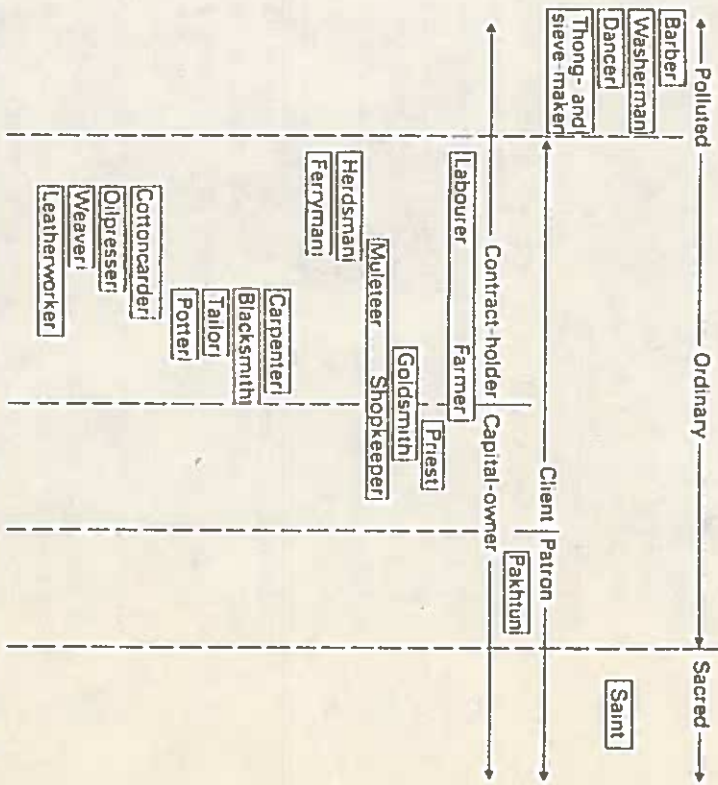 Polluted Ordinary Sacred
Barber
Washerman
Dancer
Saint
Thong- and
sieve-maker
Client Patron
Pakhtun
Contract-holder Capital-owner
Labourer Farmer
Priest
Goldsmith
Muleteer Shopkeeper
Herdsman
Ferryman
Carpenter
Blacksmith
Tailor
Potter
Cottoncarder
Oilpresser
Weaver
Leatherworker